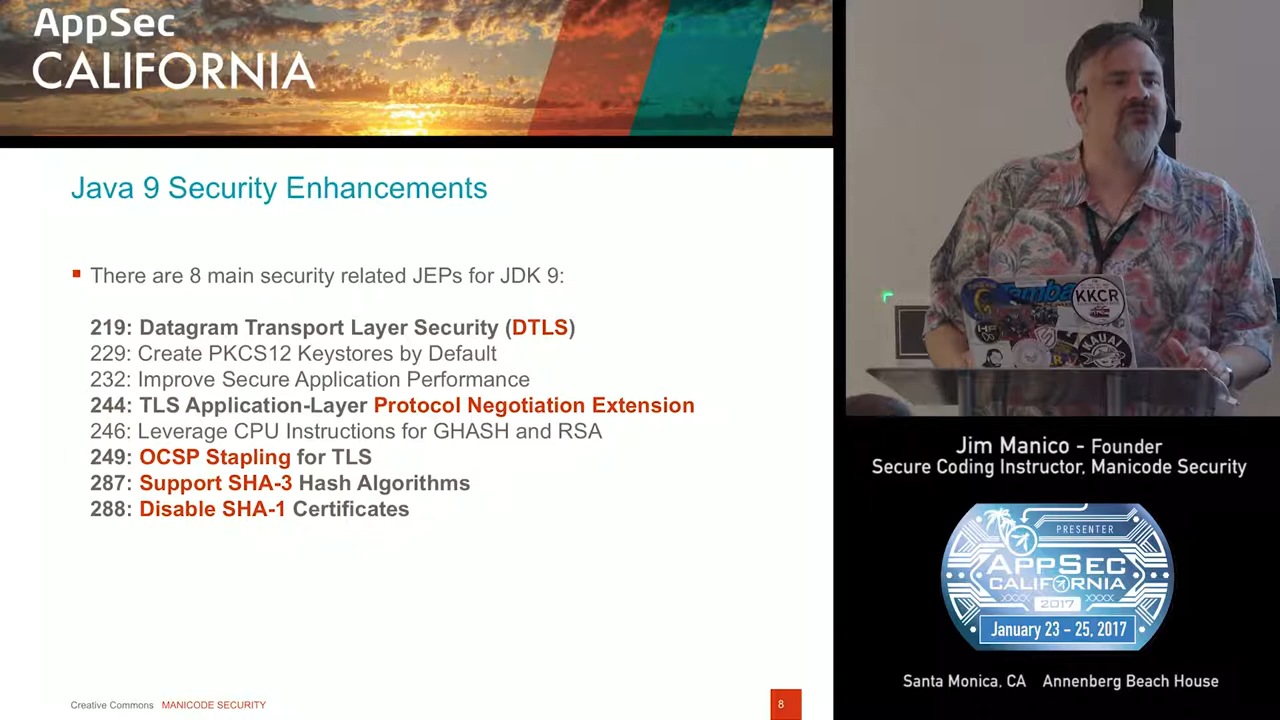 AppSec
CALIFORNIA
Java 9 Security Enhancements
There are 8 main security related JEPs for JDK 9:
219: Datagram Transport Layer Security (DTLS)
229: Create PKCS12 Keystores by Default
232: Improve Secure Application Performance
244: TLS Application-Layer Protocol Negotiation Extension
246: Leverage CPU Instructions for GHASH and RSA
249: OCSP Stapling for TLS
287: Support SHA-3 Hash Algorithms
288: Disable SHA-1 Certificates
Creative Commons MANICODE SECURITY
8
KKCR
KAUAI
Jim Manico - Founder
Secure Coding Instructor, Manicode Security
PRESENTER
APPSEC
CALIFORNIA
2017
January 23 - 25, 2017
Santa Monica, CA Annenberg Beach House